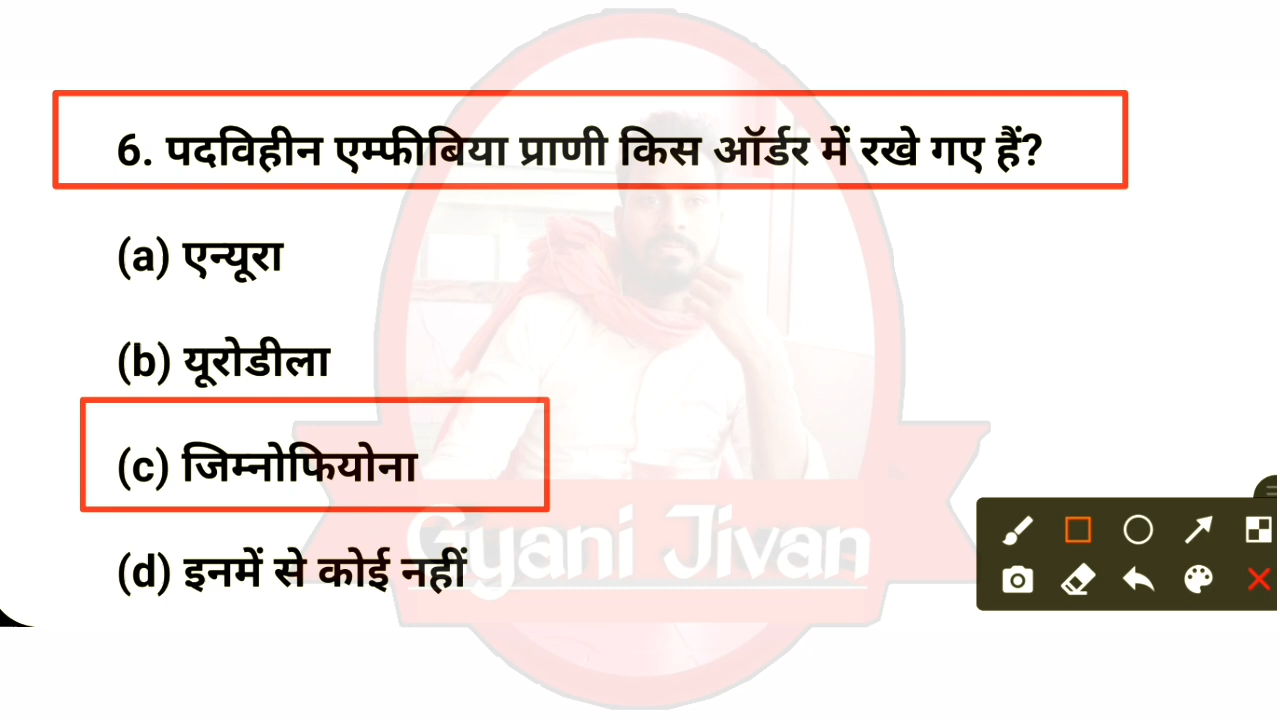 6. पदविहीन एम्फीबिया प्राणी किस ऑर्डर में रखे गए हैं?
(a) एन्यूरा
(b) यूरोडीला
(c) जिम्नोफियोना
(d) इनमें से कोई नहीं
Gyani Jivan